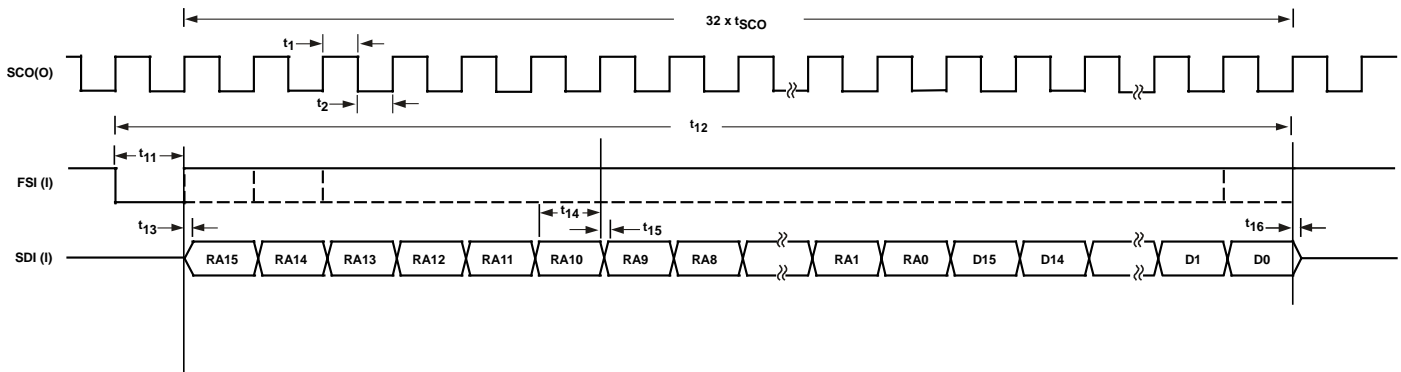 32 x tSCO
t1
SCO(O)
t2
t12
t11
FSI (I)
t14
t13
t15
t16
SDI (I)
RA15 RA14 RA13 RA12 RA11 RA10 RA9 RA8 RA1 RA0 D15 D14 D1 D0